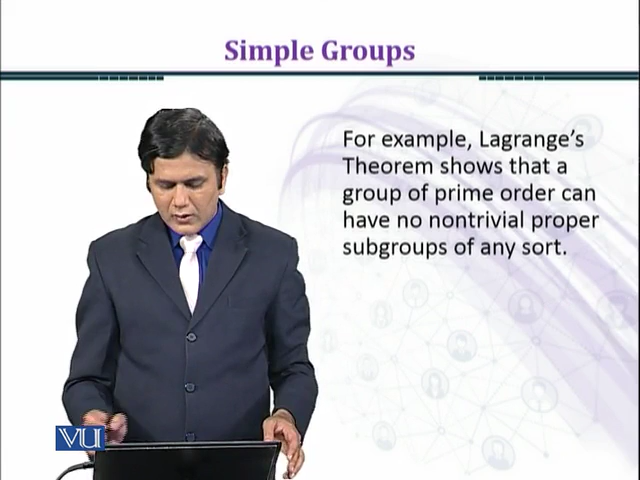 Simple Groups
For example, Lagrange's
Theorem shows that a
group of prime order can
have no nontrivial proper
subgroups of any sort.
VU